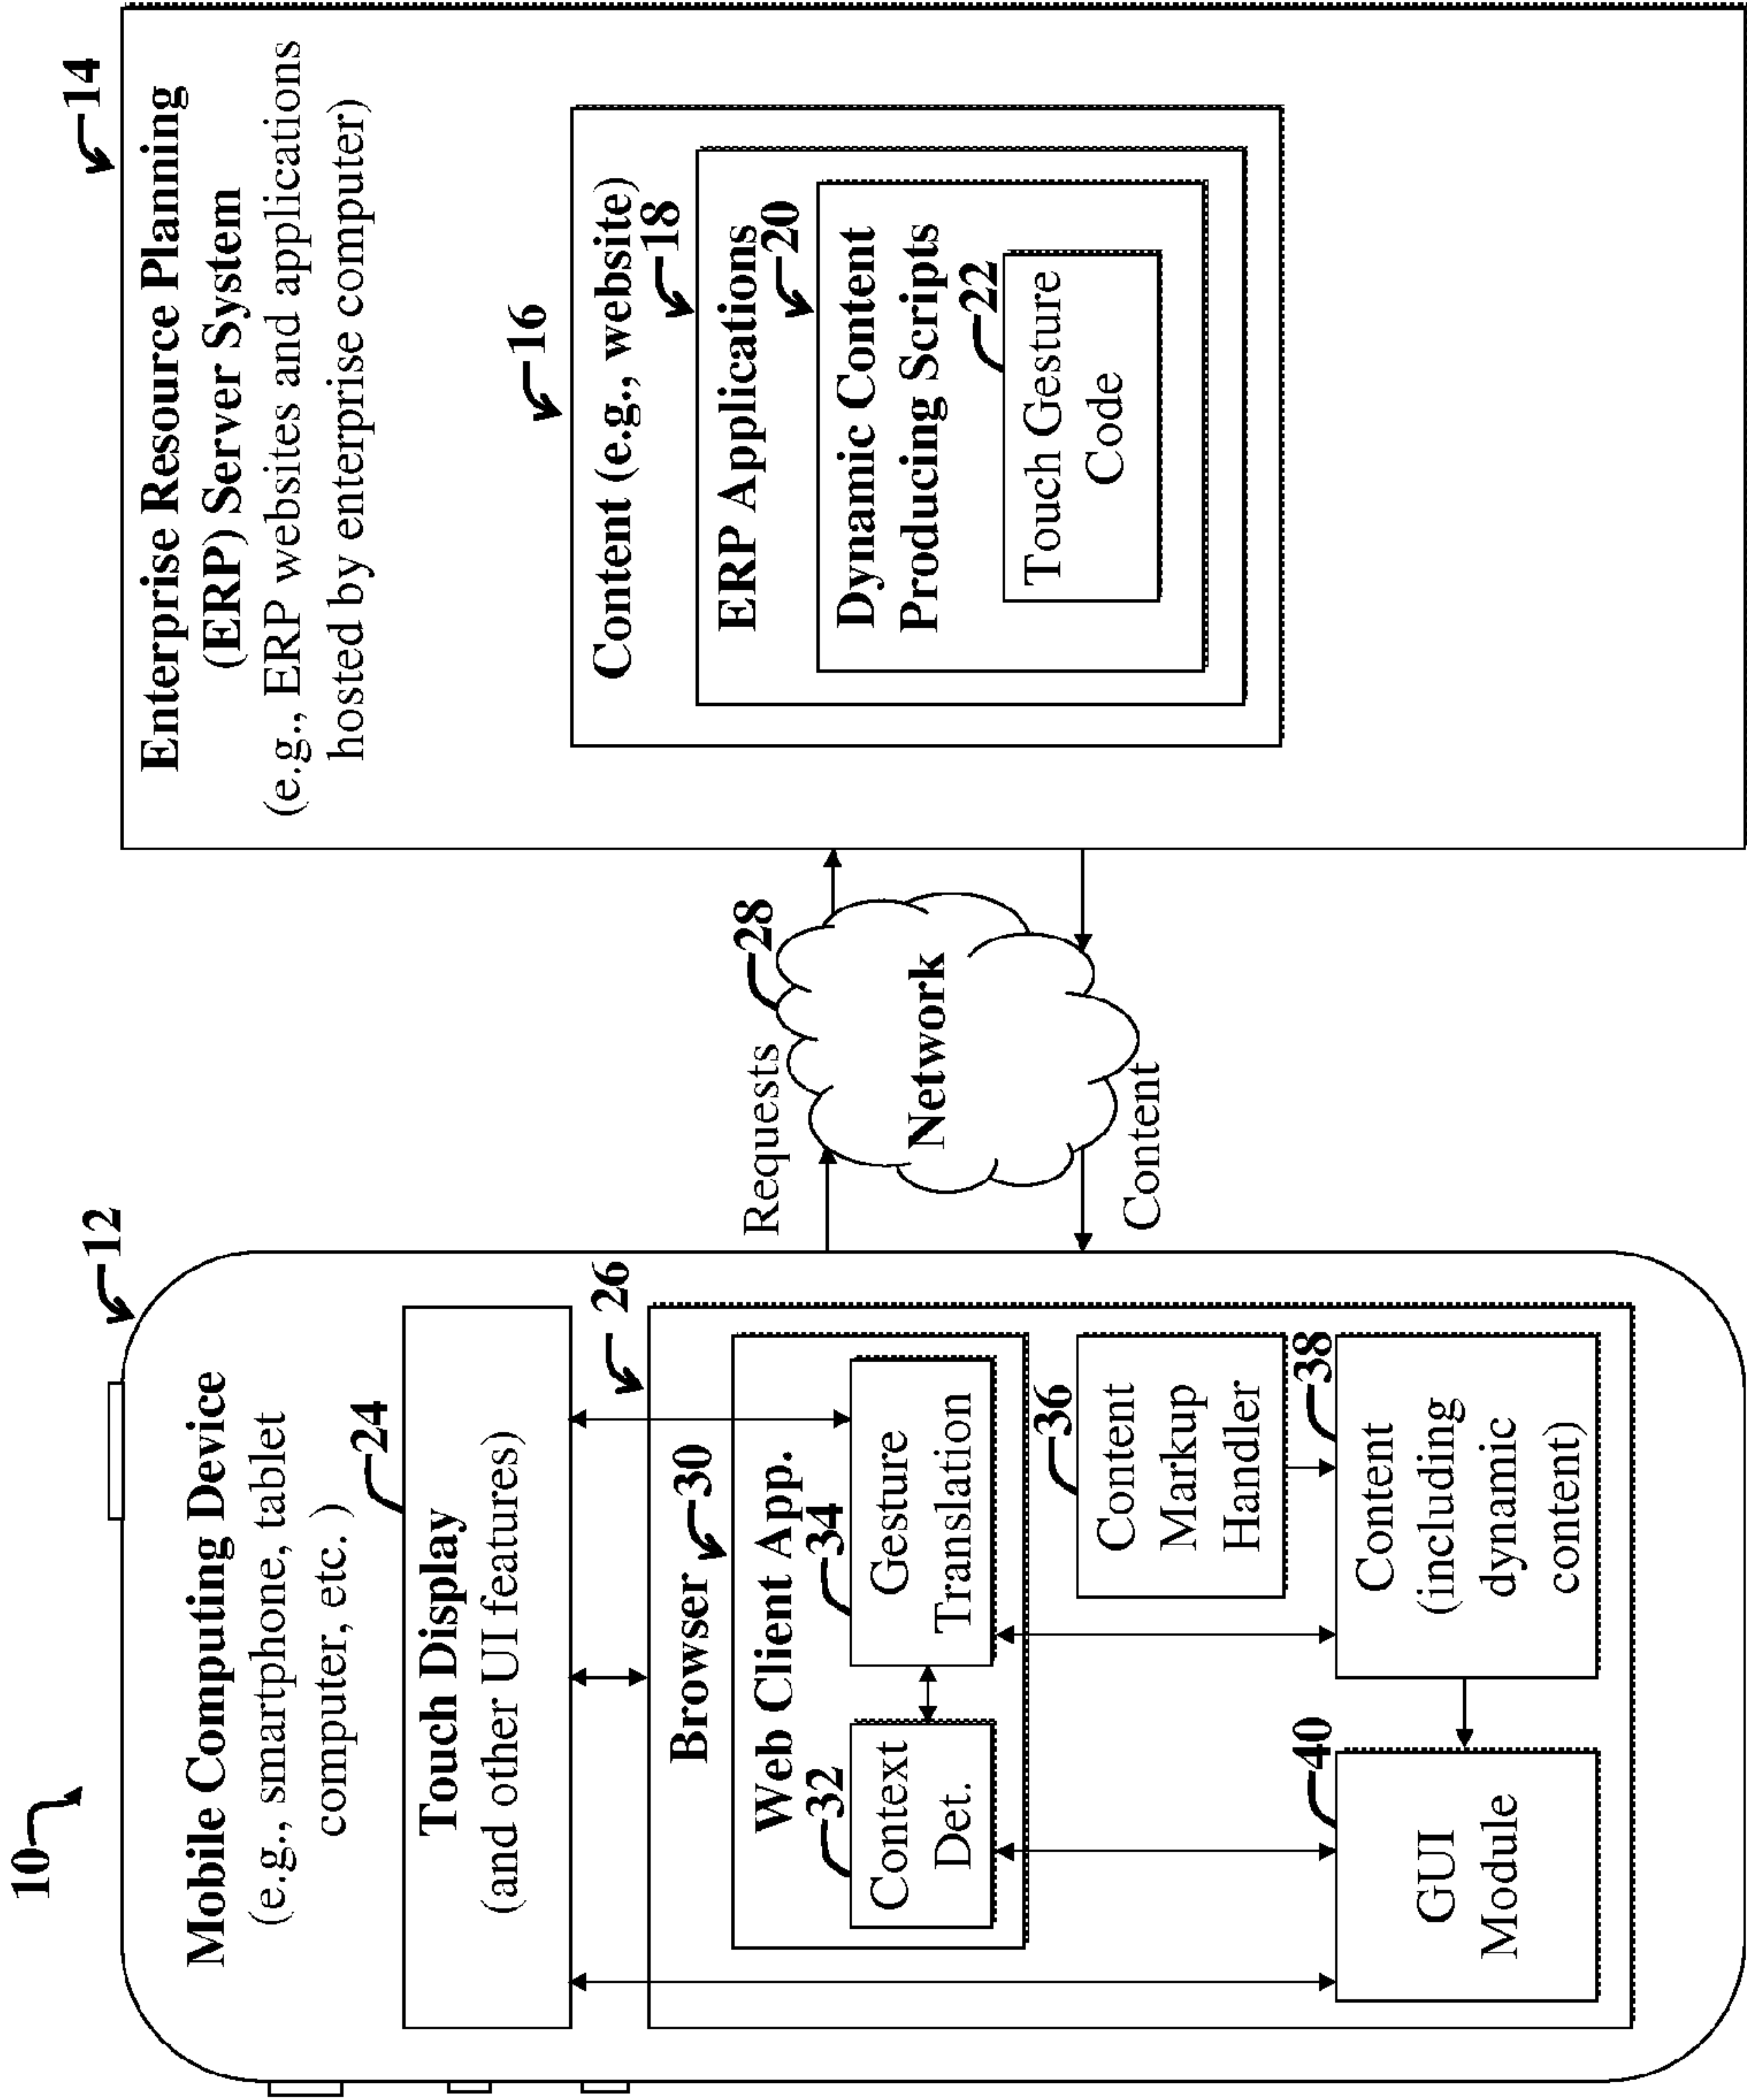 10
12
Mobile Computing Device
(e.g., smartphone, tablet
computer, etc. )
24
Touch Display
(and other UI features)
26
Browser
30
Web Client App.
32
Context
Det.
34
Gesture
Translation
36
Content
Markup
Handler
38
Content
(including
dynamic
content)
40
GUI
Module
Requests
28
Network
Content
14
Enterprise Resource Planning
(ERP) Server System
(e.g., ERP websites and applications
hosted by enterprise computer)
16
Content (e.g., website)
18
ERP Applications
20
Dynamic Content
Producing Scripts
22
Touch Gesture
Code